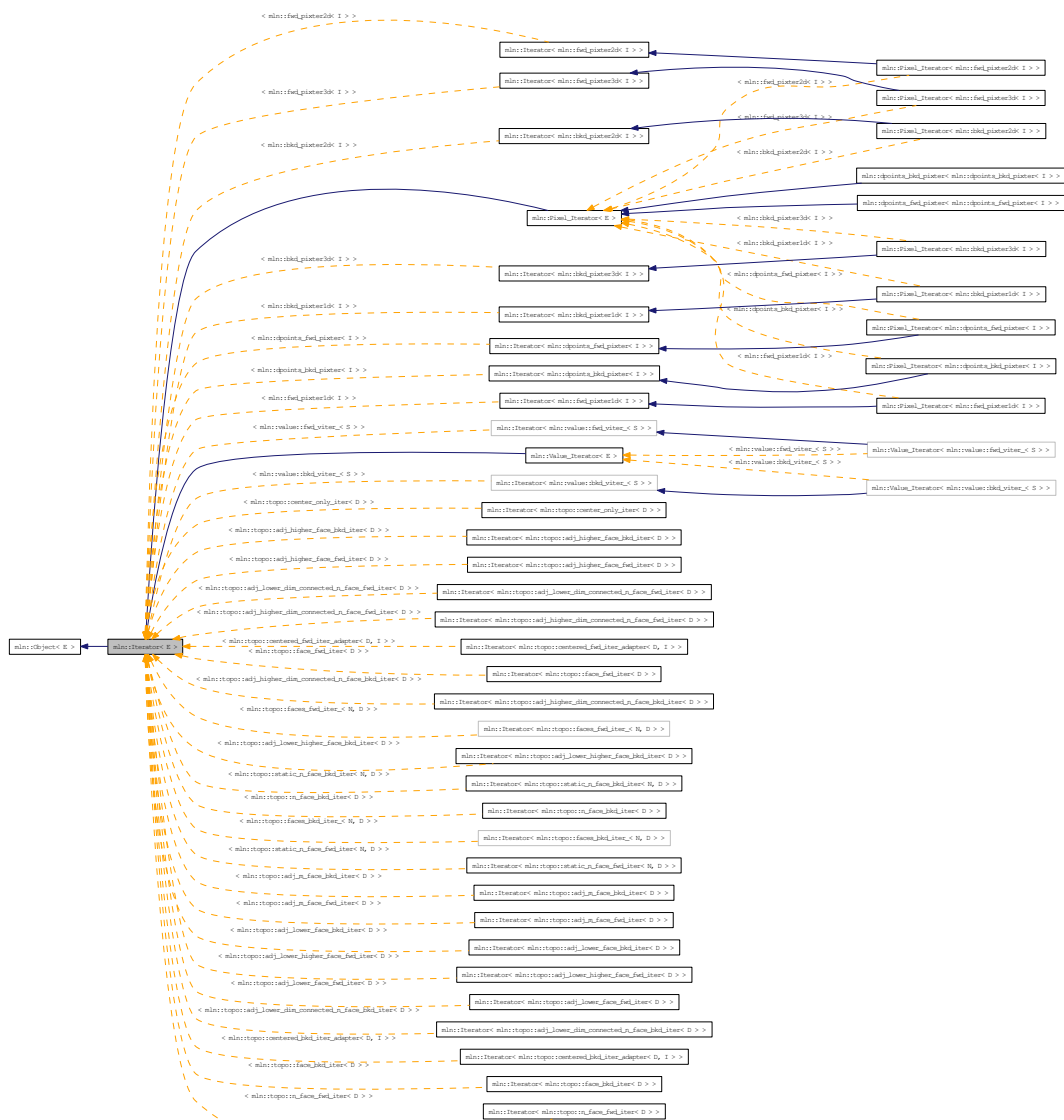 < mln::fwd_pixter2d< I > >
mln::Iterator< mln::fwd_pixter2d< I > >
mln::Pixel_Iterator< mln::fwd_pixter2d< I > >
mln::Iterator< mln::fwd_pixter3d< I > >
< mln::fwd_pixter2d< I > >
< mln::fwd_pixter3d< I > >
mln::Pixel_Iterator< mln::fwd_pixter3d< I > >
< mln::fwd_pixter3d< I > >
mln::Iterator< mln::bkd_pixter2d< I > >
mln::Pixel_Iterator< mln::bkd_pixter2d< I > >
< mln::bkd_pixter2d< I > >
< mln::bkd_pixter2d< I > >
mln::dpoints_bkd_pixter< mln::dpoints_bkd_pixter< I > >
mln::dpoints_fwd_pixter< mln::dpoints_fwd_pixter< I > >
mln::Pixel_Iterator< E >
< mln::bkd_pixter3d< I > >
< mln::bkd_pixter1d< I > >
mln::Pixel_Iterator< mln::bkd_pixter3d< I > >
< mln::bkd_pixter3d< I > >
mln::Iterator< mln::bkd_pixter3d< I > >
< mln::dpoints_fwd_pixter< I > >
mln::Pixel_Iterator< mln::bkd_pixter1d< I > >
< mln::bkd_pixter1d< I > >
mln::Iterator< mln::bkd_pixter1d< I > >
< mln::dpoints_bkd_pixter< I > >
mln::Pixel_Iterator< mln::dpoints_fwd_pixter< I > >
< mln::dpoints_fwd_pixter< I > >
mln::Iterator< mln::dpoints_fwd_pixter< I > >
< mln::fwd_pixter1d< I > >
mln::Pixel_Iterator< mln::dpoints_bkd_pixter< I > >
< mln::dpoints_bkd_pixter< I > >
mln::Iterator< mln::dpoints_bkd_pixter< I > >
< mln::fwd_pixter1d< I > >
mln::Iterator< mln::fwd_pixter1d< I > >
mln::Pixel_Iterator< mln::fwd_pixter1d< I > >
< mln::value::fwd_viter_< S > >
mln::Iterator< mln::value::fwd_viter_< S > >
< mln::value::fwd_viter_< S > >
mln::Value_Iterator< mln::value::fwd_viter_< S > >
mln::Value_Iterator< E >
< mln::value::bkd_viter_< S > >
< mln::value::bkd_viter_< S > >
mln::Iterator< mln::value::bkd_viter_< S > >
mln::Value_Iterator< mln::value::bkd_viter_< S > >
< mln::topo::center_only_iter< D > >
mln::Iterator< mln::topo::center_only_iter< D > >
< mln::topo::adj_higher_face_bkd_iter< D > >
mln::Iterator< mln::topo::adj_higher_face_bkd_iter< D > >
< mln::topo::adj_higher_face_fwd_iter< D > >
mln::Iterator< mln::topo::adj_higher_face_fwd_iter< D > >
< mln::topo::adj_lower_dim_connected_n_face_fwd_iter< D > >
mln::Iterator< mln::topo::adj_lower_dim_connected_n_face_fwd_iter< D > >
< mln::topo::adj_higher_dim_connected_n_face_fwd_iter< D > >
mln::Iterator< mln::topo::adj_higher_dim_connected_n_face_fwd_iter< D > >
mln::Object< E >
mln::Iterator< E >
< mln::topo::centered_fwd_iter_adapter< D, I > >
mln::Iterator< mln::topo::centered_fwd_iter_adapter< D, I > >
< mln::topo::face_fwd_iter< D > >
mln::Iterator< mln::topo::face_fwd_iter< D > >
< mln::topo::adj_higher_dim_connected_n_face_bkd_iter< D > >
mln::Iterator< mln::topo::adj_higher_dim_connected_n_face_bkd_iter< D > >
< mln::topo::faces_fwd_iter_< N, D > >
mln::Iterator< mln::topo::faces_fwd_iter_< N, D > >
< mln::topo::adj_lower_higher_face_bkd_iter< D > >
mln::Iterator< mln::topo::adj_lower_higher_face_bkd_iter< D > >
< mln::topo::static_n_face_bkd_iter< N, D > >
mln::Iterator< mln::topo::static_n_face_bkd_iter< N, D > >
< mln::topo::n_face_bkd_iter< D > >
mln::Iterator< mln::topo::n_face_bkd_iter< D > >
< mln::topo::faces_bkd_iter_< N, D > >
mln::Iterator< mln::topo::faces_bkd_iter_< N, D > >
< mln::topo::static_n_face_fwd_iter< N, D > >
mln::Iterator< mln::topo::static_n_face_fwd_iter< N, D > >
< mln::topo::adj_m_face_bkd_iter< D > >
mln::Iterator< mln::topo::adj_m_face_bkd_iter< D > >
< mln::topo::adj_m_face_fwd_iter< D > >
mln::Iterator< mln::topo::adj_m_face_fwd_iter< D > >
< mln::topo::adj_lower_face_bkd_iter< D > >
mln::Iterator< mln::topo::adj_lower_face_bkd_iter< D > >
< mln::topo::adj_lower_higher_face_fwd_iter< D > >
mln::Iterator< mln::topo::adj_lower_higher_face_fwd_iter< D > >
< mln::topo::adj_lower_face_fwd_iter< D > >
mln::Iterator< mln::topo::adj_lower_face_fwd_iter< D > >
< mln::topo::adj_lower_dim_connected_n_face_bkd_iter< D > >
mln::Iterator< mln::topo::adj_lower_dim_connected_n_face_bkd_iter< D > >
< mln::topo::centered_bkd_iter_adapter< D, I > >
mln::Iterator< mln::topo::centered_bkd_iter_adapter< D, I > >
< mln::topo::face_bkd_iter< D > >
mln::Iterator< mln::topo::face_bkd_iter< D > >
< mln::topo::n_face_fwd_iter< D > >
mln::Iterator< mln::topo::n_face_fwd_iter< D > >